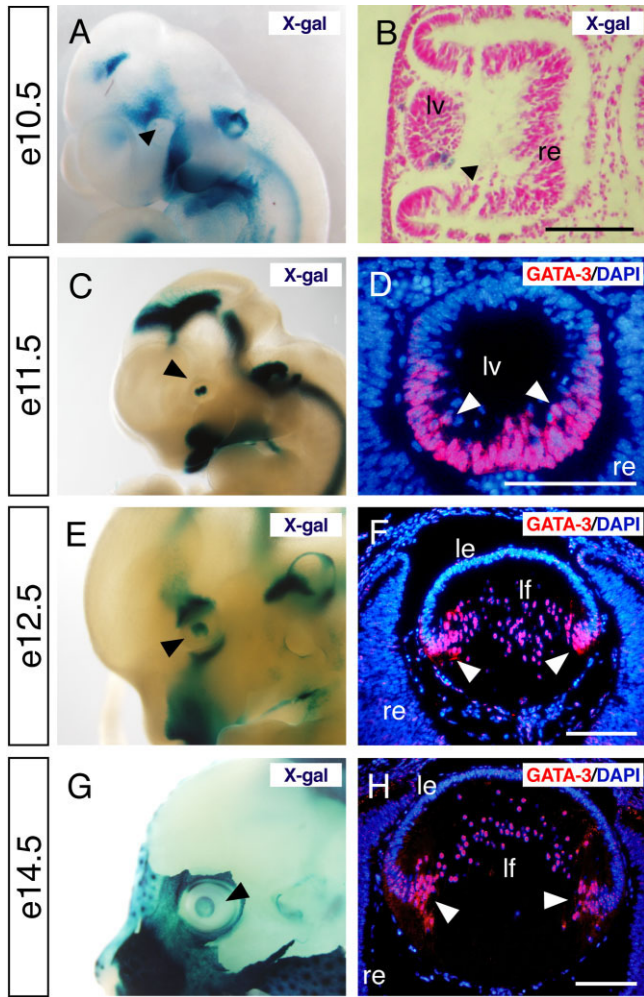 e10.5
A
X-gal
B
X-gal
lv
re
e11.5
C
X-gal
D
GATA-3/DAPI
lv
re
e12.5
E
X-gal
F
GATA-3/DAPI
le
lf
re
e14.5
G
X-gal
H
GATA-3/DAPI
le
lf
re